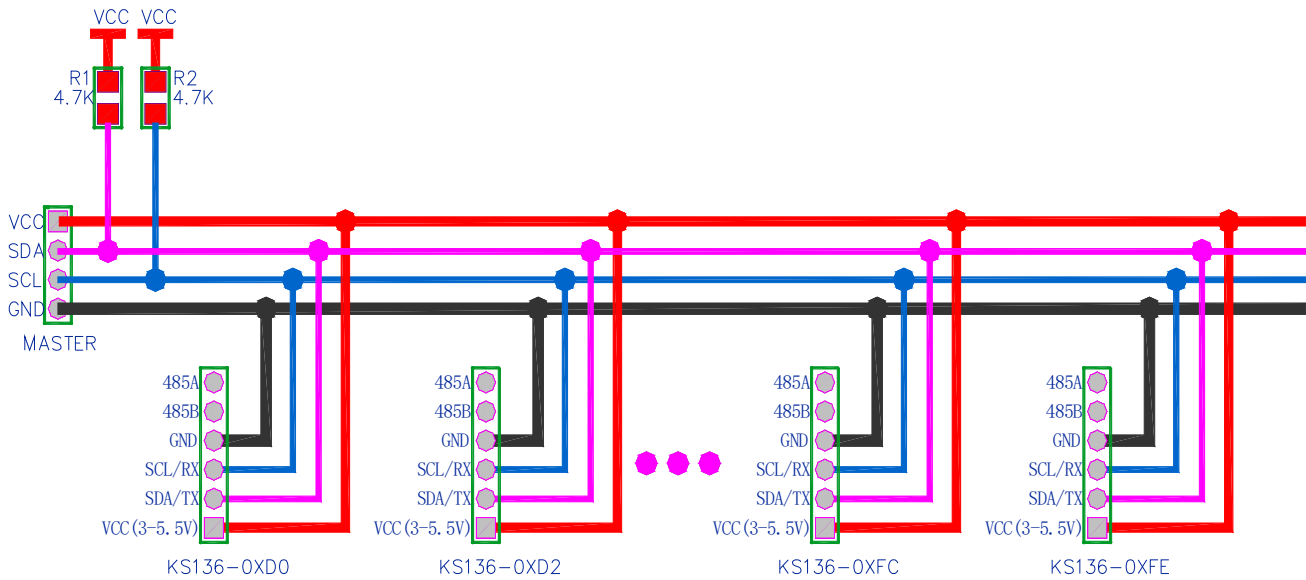 VCC VCC
R1 R2
4.7K 4.7K
VCC
SDA
SCL
GND
MASTER
485A 485A 485A 485A
485B 485B 485B 485B
GND GND GND GND
SCL/RX SCL/RX SCL/RX SCL/RX
SDA/TX SDA/TX SDA/TX SDA/TX
VCC(3-5.5V) VCC(3-5.5V) VCC(3-5.5V) VCC(3-5.5V)
KS136-0XD0 KS136-0XD2 KS136-0XFC KS136-0XFE